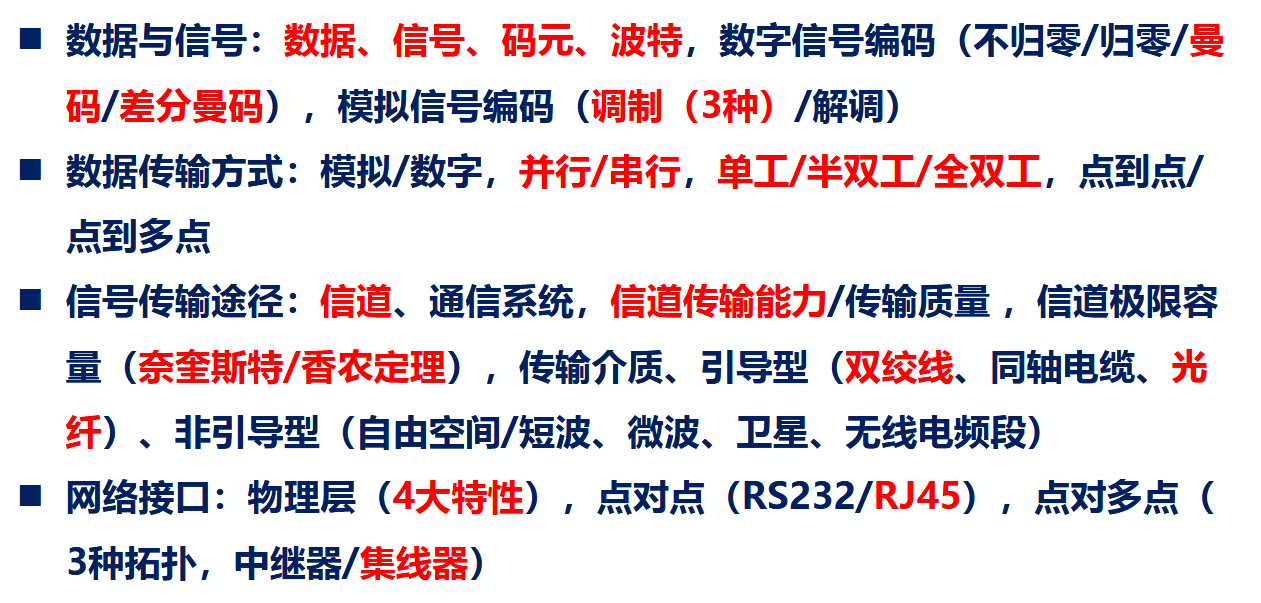 ■ 数据与信号：数据、信号、码元、波特，数字信号编码（不归零/归零/曼
码/差分曼码），模拟信号编码（调制（3种）/解调）
■ 数据传输方式：模拟/数字，并行/串行，单工/半双工/全双工，点到点/
点到多点
■ 信号传输途径：信道、通信系统，信道传输能力/传输质量 ，信道极限容
量（奈奎斯特/香农定理），传输介质、引导型（双绞线、同轴电缆、光
纤）、非引导型（自由空间/短波、微波、卫星、无线电频段）
■ 网络接口：物理层（4大特性），点对点（RS232/RJ45），点对多点（
3种拓扑，中继器/集线器）